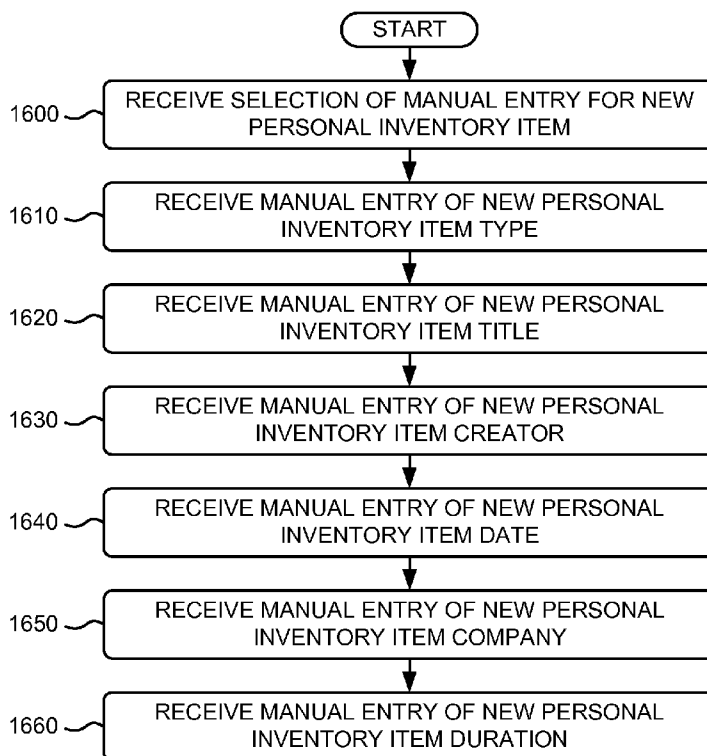 START
1600
RECEIVE SELECTION OF MANUAL ENTRY FOR NEW
PERSONAL INVENTORY ITEM
1610
RECEIVE MANUAL ENTRY OF NEW PERSONAL
INVENTORY ITEM TYPE
1620
RECEIVE MANUAL ENTRY OF NEW PERSONAL
INVENTORY ITEM TITLE
1630
RECEIVE MANUAL ENTRY OF NEW PERSONAL
INVENTORY ITEM CREATOR
1640
RECEIVE MANUAL ENTRY OF NEW PERSONAL
INVENTORY ITEM DATE
1650
RECEIVE MANUAL ENTRY OF NEW PERSONAL
INVENTORY ITEM COMPANY
1660
RECEIVE MANUAL ENTRY OF NEW PERSONAL
INVENTORY ITEM DURATION